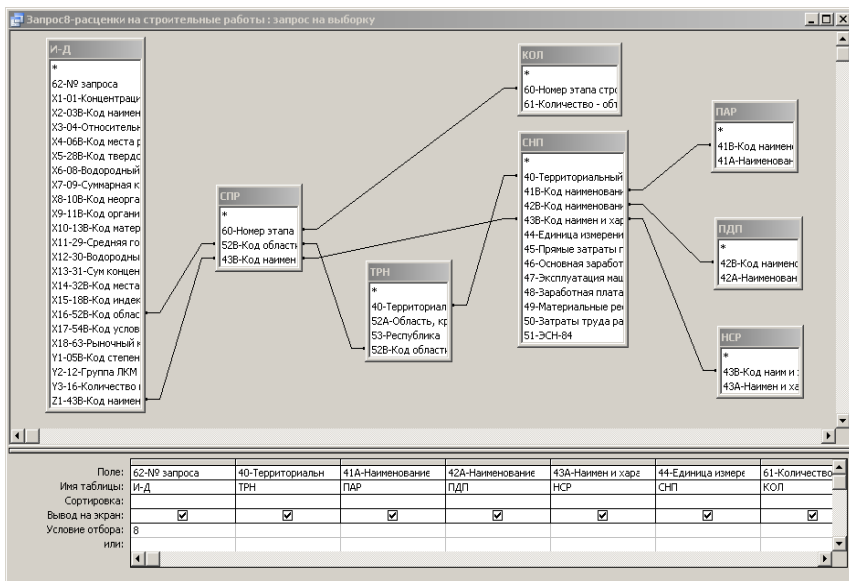 Запрос8-расценки на строительные работы : запрос на выборку
И-Д
*
62-№ запроса
X1-01-Концентраци
X2-03В-Код наимен
X3-04-Относительн
X4-06В-Код места р
X5-28В-Код твердс
X6-08-Водородный
X7-09-Суммарная к
X8-10В-Код неорга
X9-11В-Код органи
X10-13В-Код матер
X11-29-Средняя го
X12-30-Водородны
X13-31-Сум концен
X14-32В-Код места
X15-18В-Код индек
X16-52В-Код облас
X17-54В-Код услов
X18-63-Рыночный к
Y1-05В-Код степен
Y2-12-Группа ЛКМ
Y3-16-Количество
Z1-43В-Код наимен
СПР
*
60-Номер этапа
52В-Код област
43В-Код наимен
ТРН
*
40-Территориал
52А-Область, кр
53-Республика
52В-Код област
КОЛ
*
60-Номер этапа стро
61-Количество - объ
СНП
*
40-Территориальный
41В-Код наименовани
42В-Код наименовани
43В-Код наимен и хар
44-Единица измерени
45-Прямые затраты г
46-Основная заработ
47-Эксплуатация маш
48-Заработная плата
49-Материальные рес
50-Затраты труда ра
51-ЭСН-84
ПАР
*
41В-Код наимено
41А-Наименован
ПДП
*
42В-Код наимено
42А-Наименован
НСР
*
43В-Код наим и
43А-Наимен и ха
Поле: 62-№ запроса 40-Территориальн 41А-Наименование 42А-Наименование 43А-Наимен и хара 44-Единица измере 61-Количество
Имя таблицы: И-Д ТРН ПАР ПДП НСР СНП КОЛ
Сортировка:
Вывод на экран:
Условие отбора: 8
или: